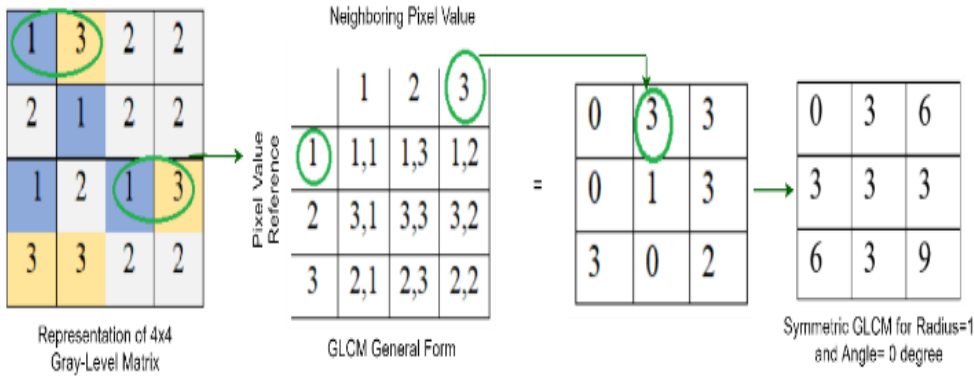 Neighboring Pixel Value
1 3 2 2
2 1 2 2
1 2 1 3
3 3 2 2
Representation of 4x4
Gray-Level Matrix
Pixel Value
Reference
1 2 3
1 1,1 1,3 1,2
2 3,1 3,3 3,2
3 2,1 2,3 2,2
GLCM General Form
=
0 3 3
0 1 3
3 0 2
0 3 6
3 3 3
6 3 9
Symmetric GLCM for Radius=1
and Angle= 0 degree